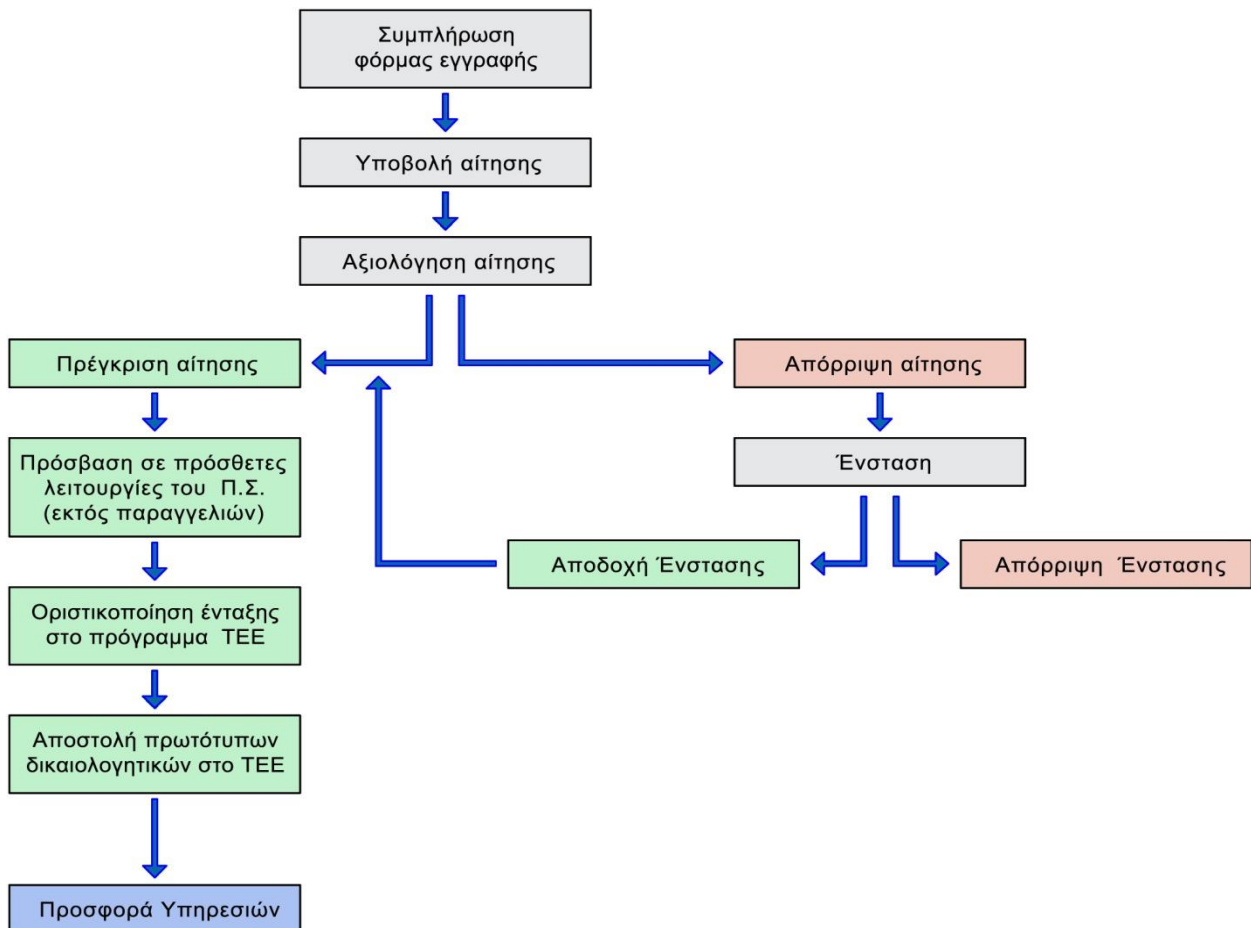 Συμπλήρωση
φόρμας εγγραφής
Υποβολή αίτησης
Αξιολόγηση αίτησης
Πρέγκριση αίτησης
Απόρριψη αίτησης
Πρόσβαση σε πρόσθετες
λειτουργίες του Π.Σ.
(εκτός παραγγελιών)
Ένσταση
Αποδοχή Ένστασης
Απόρριψη Ένστασης
Οριστικοποίηση ένταξης
στο πρόγραμμα ΤΕΕ
Αποστολή πρωτότυπων
δικαιολογητικών στο ΤΕΕ
Προσφορά Υπηρεσιών